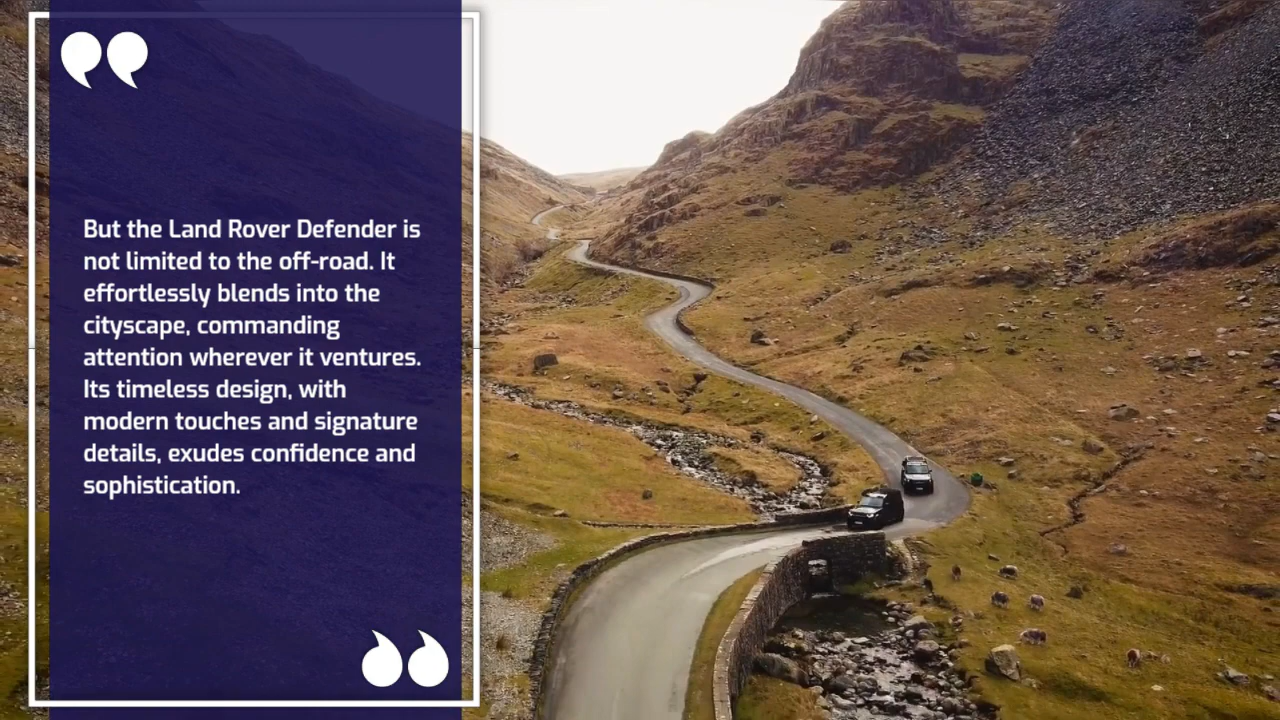 But the Land Rover Defender is
not limited to the off-road. It
effortlessly blends into the
cityscape, commanding
attention wherever it ventures.
Its timeless design, with
modern touches and signature
details, exudes confidence and
sophistication.